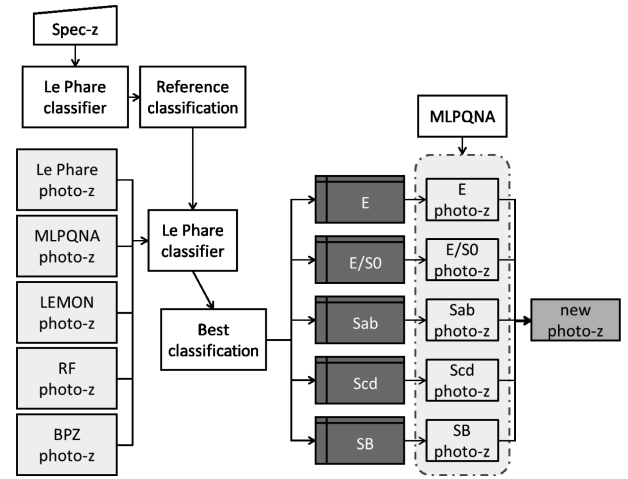 Spec-z
Le Phare
classifier
Reference
classification
MLPQNA
Le Phare
photo-z
MLPQNA
photo-z
LEMON
photo-z
RF
photo-z
BPZ
photo-z
Le Phare
classifier
Best
classification
E
E/S0
Sab
Scd
SB
E
photo-z
E/S0
photo-z
Sab
photo-z
Scd
photo-z
SB
photo-z
new
photo-z